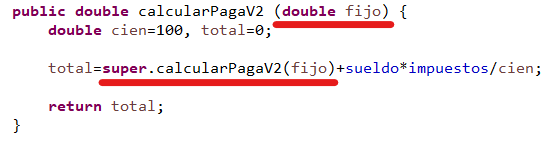 public double calcularPagaV2 (double fijo) {
double cien=100, total=0;
total=super.calcularPagaV2(fijo)+sueldo*impuestos/cien;
return total;
}